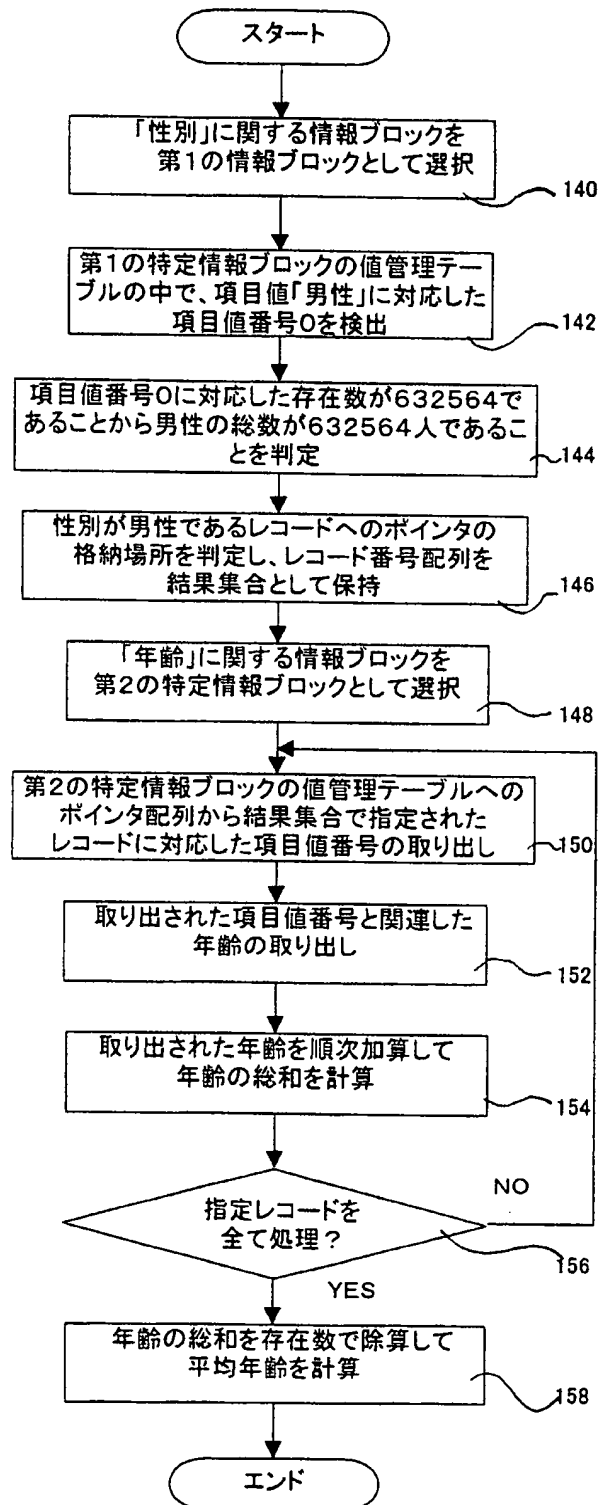 スタート
「性別」に関する情報ブロックを
第1の情報ブロックとして選択
140
第1の特定情報ブロックの値管理テー
ブルの中で、項目値「男性」に対応した
項目値番号0を検出
142
項目値番号0に対応した存在数が632564で
あることから男性の総数が632564人であるこ
とを判定
144
性別が男性であるレコードへのポインタの
格納場所を判定し、レコード番号配列を
結果集合として保持
146
「年齢」に関する情報ブロックを
第2の特定情報ブロックとして選択
148
第2の特定情報ブロックの値管理テーブルへの
ポインタ配列から結果集合で指定された
レコードに対応した項目値番号の取り出し
150
取り出された項目値番号と関連した
年齢の取り出し
152
取り出された年齢を順次加算して
年齢の総和を計算
154
指定レコードを
全て処理?
NO
156
YES
年齢の総和を存在数で除算して
平均年齢を計算
158
エンド